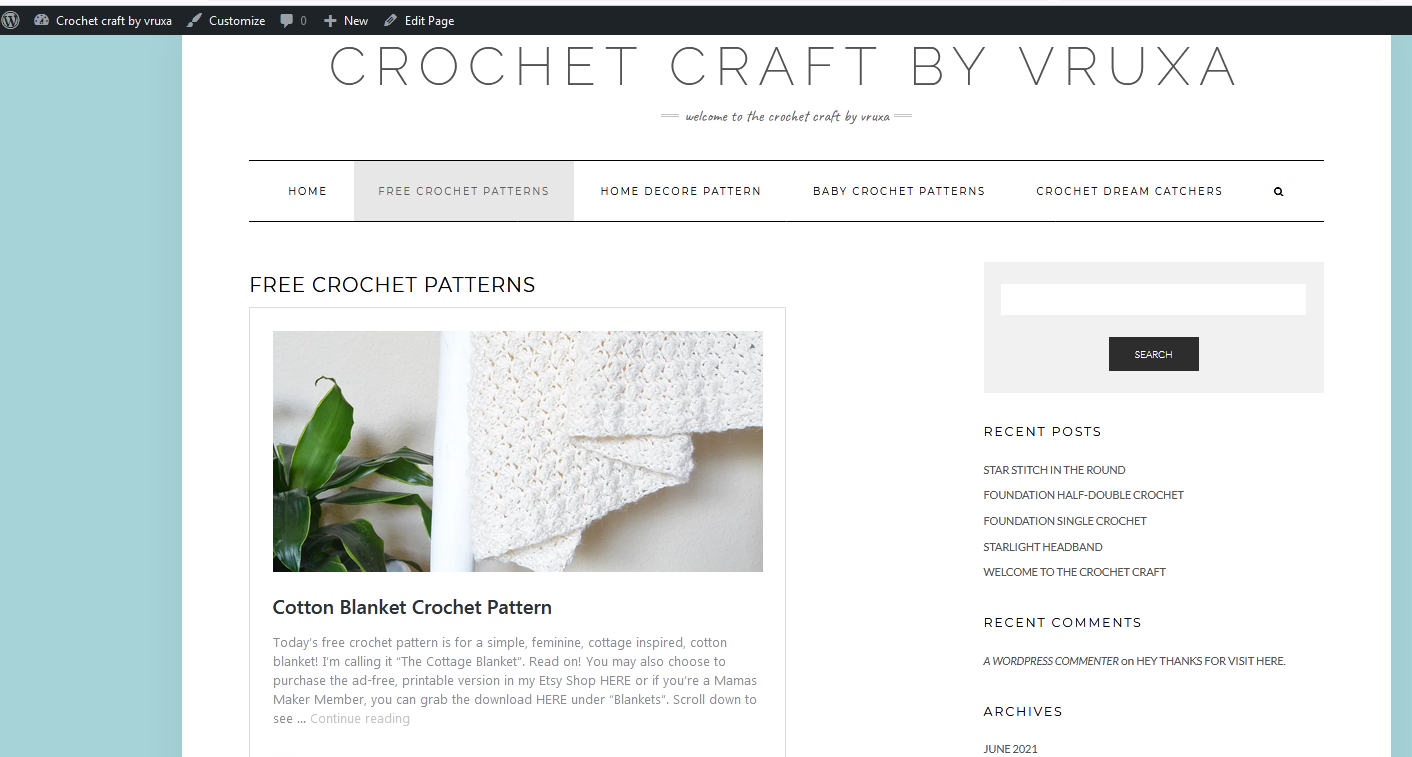 Crochet craft by vruxa Customize 0 New Edit Page
CROCHET CRAFT BY VRUXA
welcome to the crochet craft by vruxa
HOME FREE CROCHET PATTERNS HOME DECORE PATTERN BABY CROCHET PATTERNS CROCHET DREAM CATCHERS
FREE CROCHET PATTERNS
Cotton Blanket Crochet Pattern
Today's free crochet pattern is for a simple, feminine, cottage inspired, cotton
blanket! I'm calling it “The Cottage Blanket”. Read on! You may also choose to
purchase the ad-free, printable version in my Etsy Shop HERE or if you're a Mamas
Maker Member, you can grab the download HERE under “Blankets”. Scroll down to
see ... Continue reading
SEARCH
RECENT POSTS
STAR STITCH IN THE ROUND
FOUNDATION HALF-DOUBLE CROCHET
FOUNDATION SINGLE CROCHET
STARLIGHT HEADBAND
WELCOME TO THE CROCHET CRAFT
RECENT COMMENTS
A WORDPRESS COMMENTER on HEY THANKS FOR VISIT HERE.
ARCHIVES
JUNE 2021